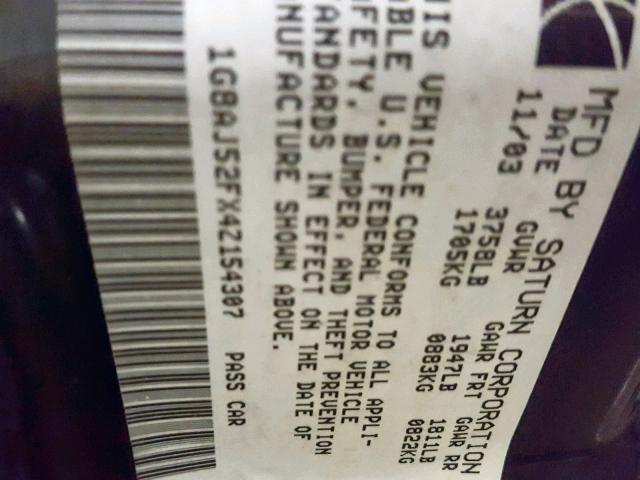 MFD BY SATURN CORPORATION
DATE GVWR GAWR FRT GAWR RR
11/03 3758LB 1947LB 1811LB
1705KG 0883KG 0822KG
HIS VEHICLE CONFORMS TO ALL APPLI-
ABLE U.S. FEDERAL MOTOR VEHICLE
AFETY, BUMPER, AND THEFT PREVENTION
ANDARDS IN EFFECT ON THE DATE OF
NUFACTURE SHOWN ABOVE.
1G8AJ52FX4Z154307 PASS CAR